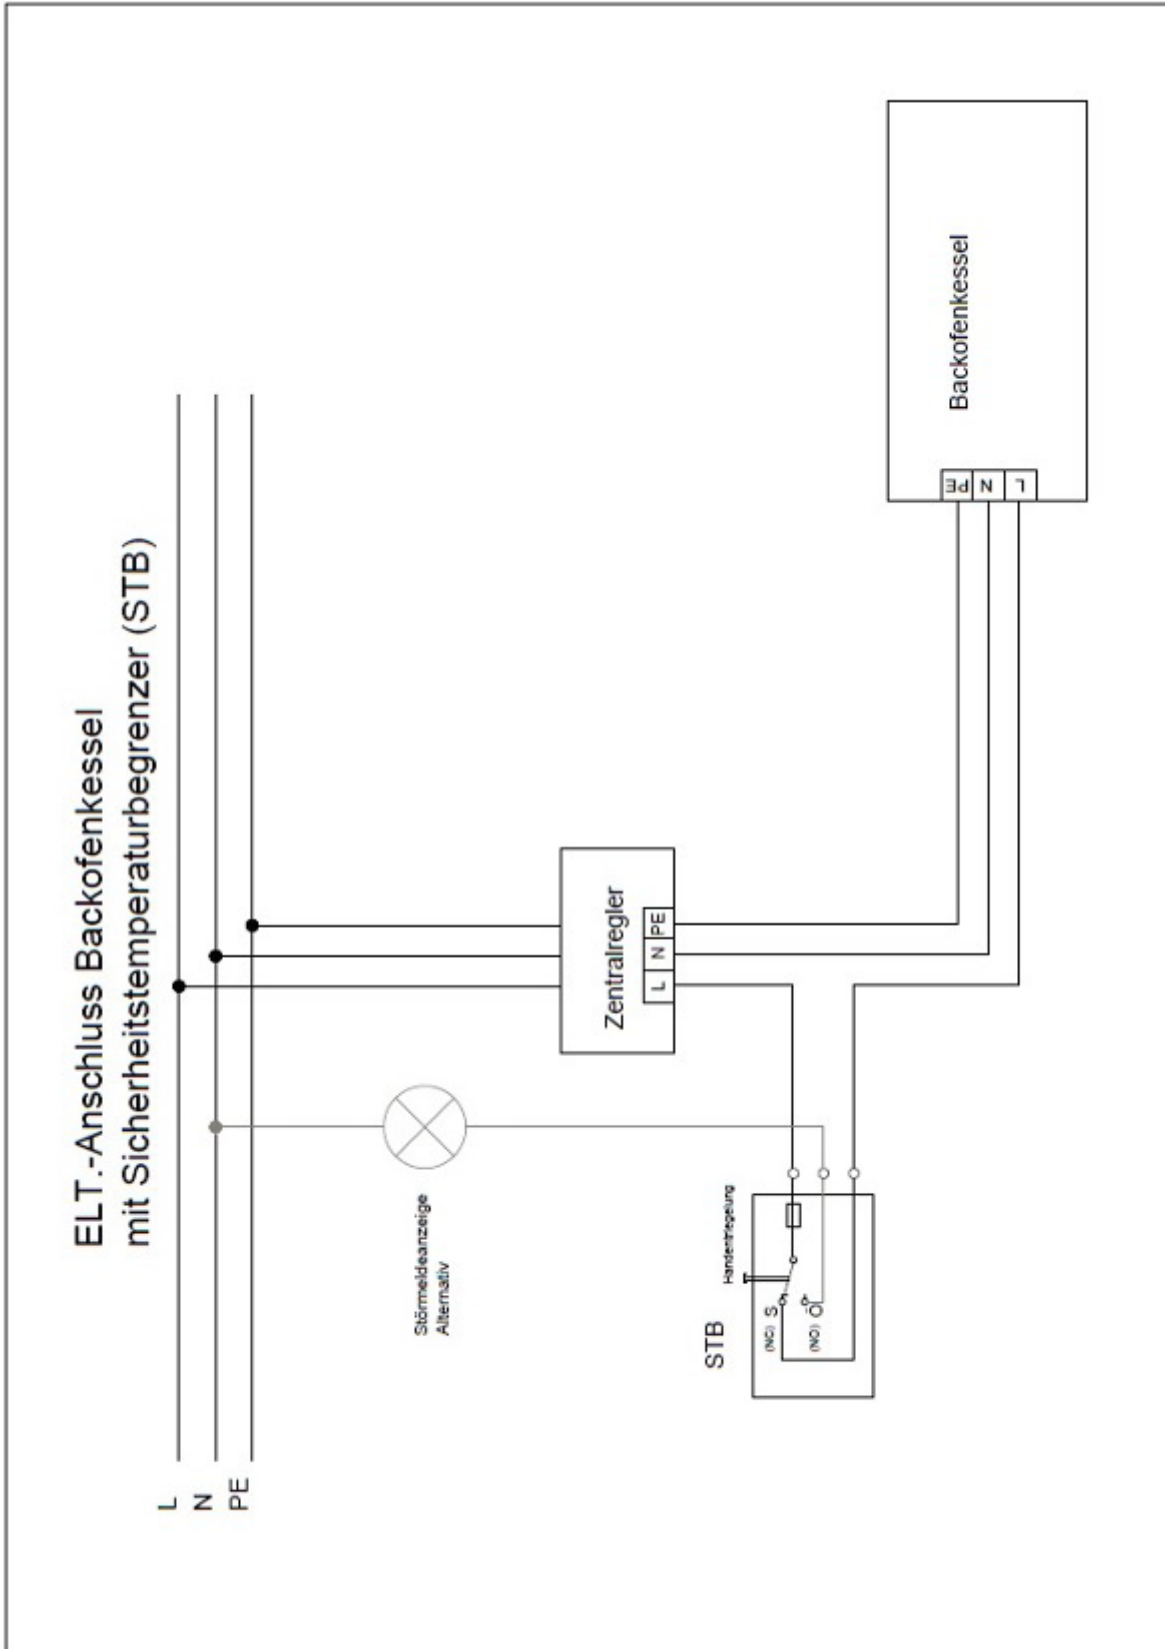 ELT.-Anschluss Backofenkessel
mit Sicherheitstemperaturbegrenzer (STB)
L
N
PE
Störmeldeanzeige
Alternativ
Zentralregler
L
N
PE
STB
Handentriegelung
(NC) S
(NO) Ö
Backofenkessel
PE
N
L